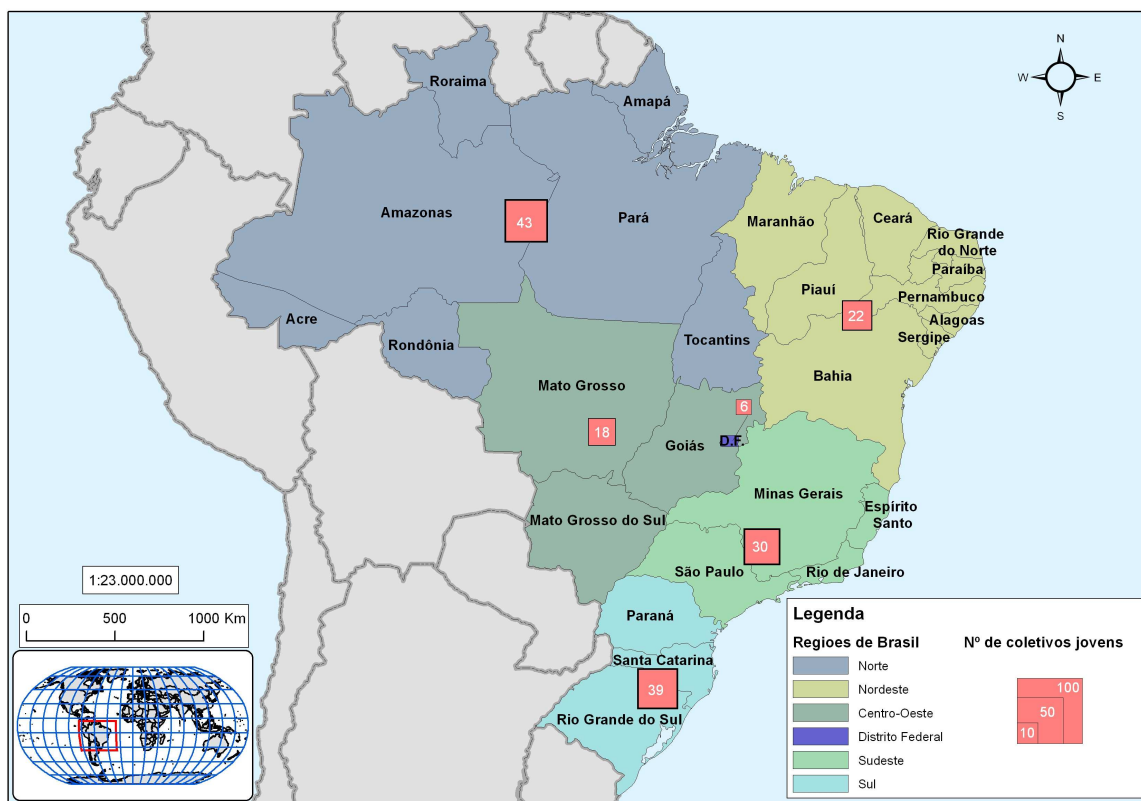 N
W E
S
Roraima
Amapá
Amazonas
43
Pará
Maranhão
Ceará
Rio Grande
do Norte
Paraíba
Piauí
Pernambuco
22
Alagoas
Sergipe
Acre
Rondônia
Tocantins
Bahia
Mato Grosso
6
18
D.F.
Goiás
Minas Gerais
Espírito
Santo
Mato Grosso do Sul
30
São Paulo
Rio de Janeiro
Paraná
Santa Catarina
39
Rio Grande do Sul
1:23.000.000
0 500 1000 Km
Legenda
Regioes de Brasil
Norte
Nordeste
Centro-Oeste
Distrito Federal
Sudeste
Sul
Nº de coletivos jovens
100
50
10